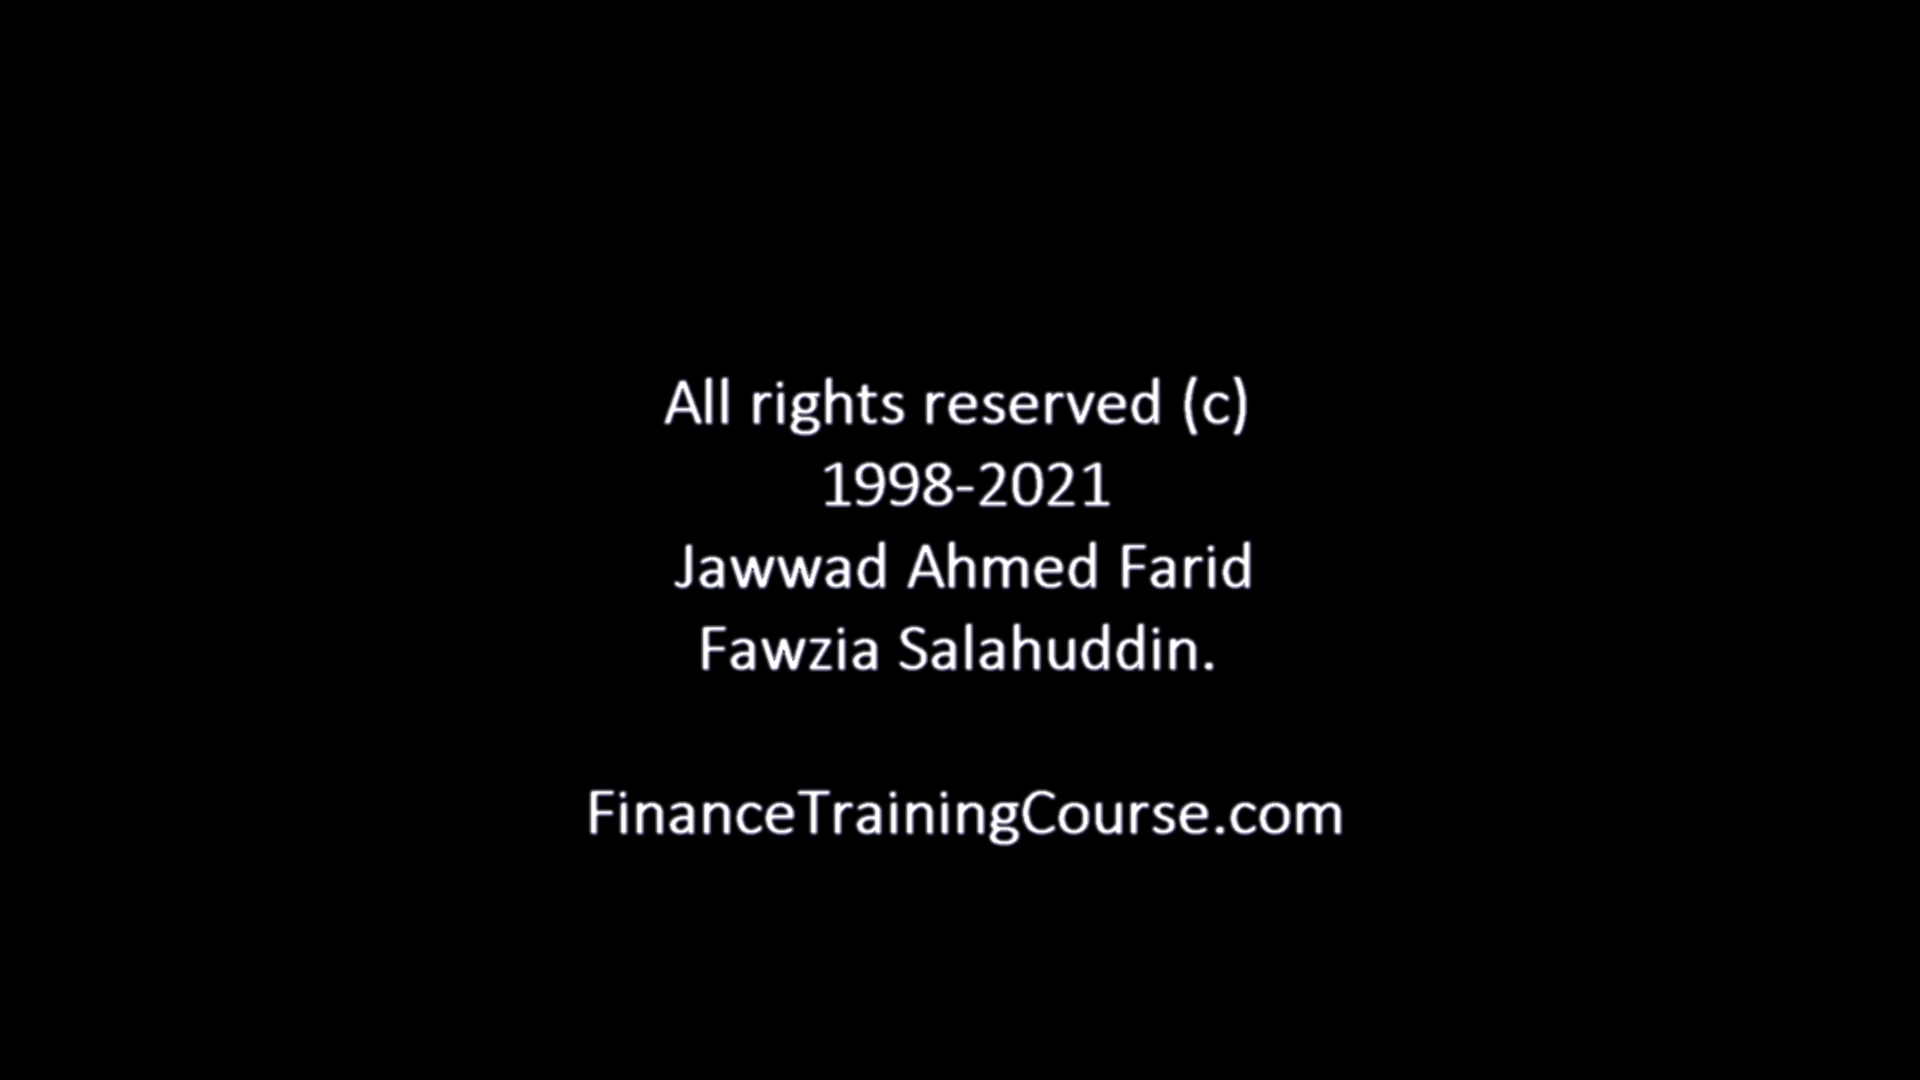 All rights reserved (c)
1998-2021
Jawwad Ahmed Farid
Fawzia Salahuddin.
FinanceTrainingCourse.com